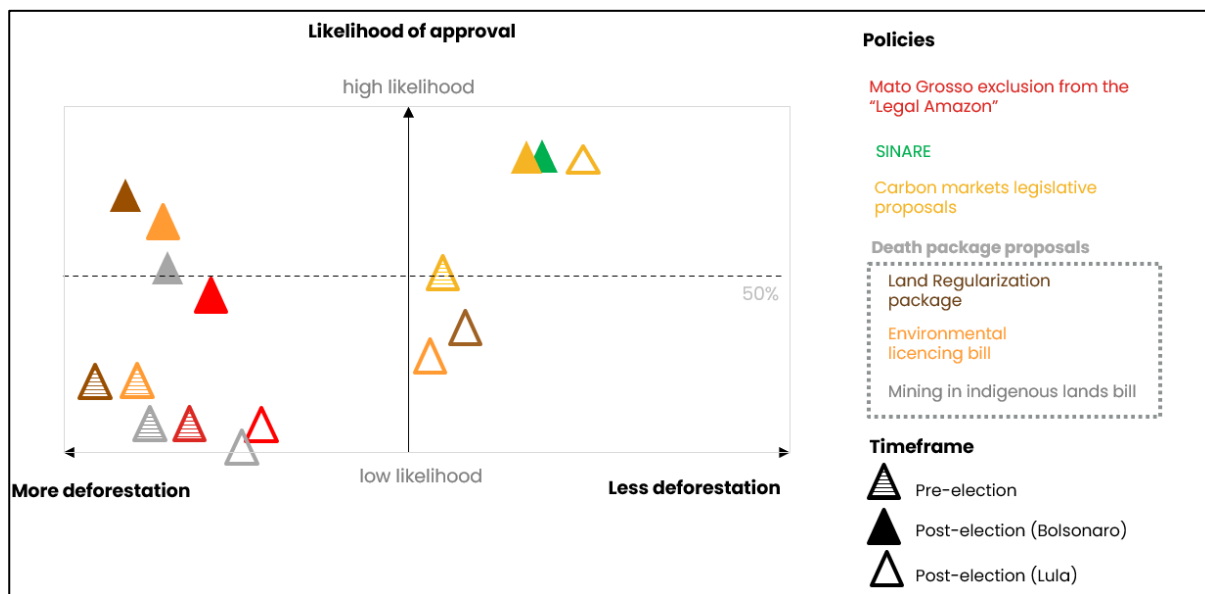 Likelihood of approval
high likelihood
50%
low likelihood
More deforestation
Less deforestation
Policies
Mato Grosso exclusion from the
“Legal Amazon”
SINARE
Carbon markets legislative
proposals
Death package proposals
Land Regularization
package
Environmental
licencing bill
Mining in indigenous lands bill
Timeframe
Pre-election
Post-election (Bolsonaro)
Post-election (Lula)